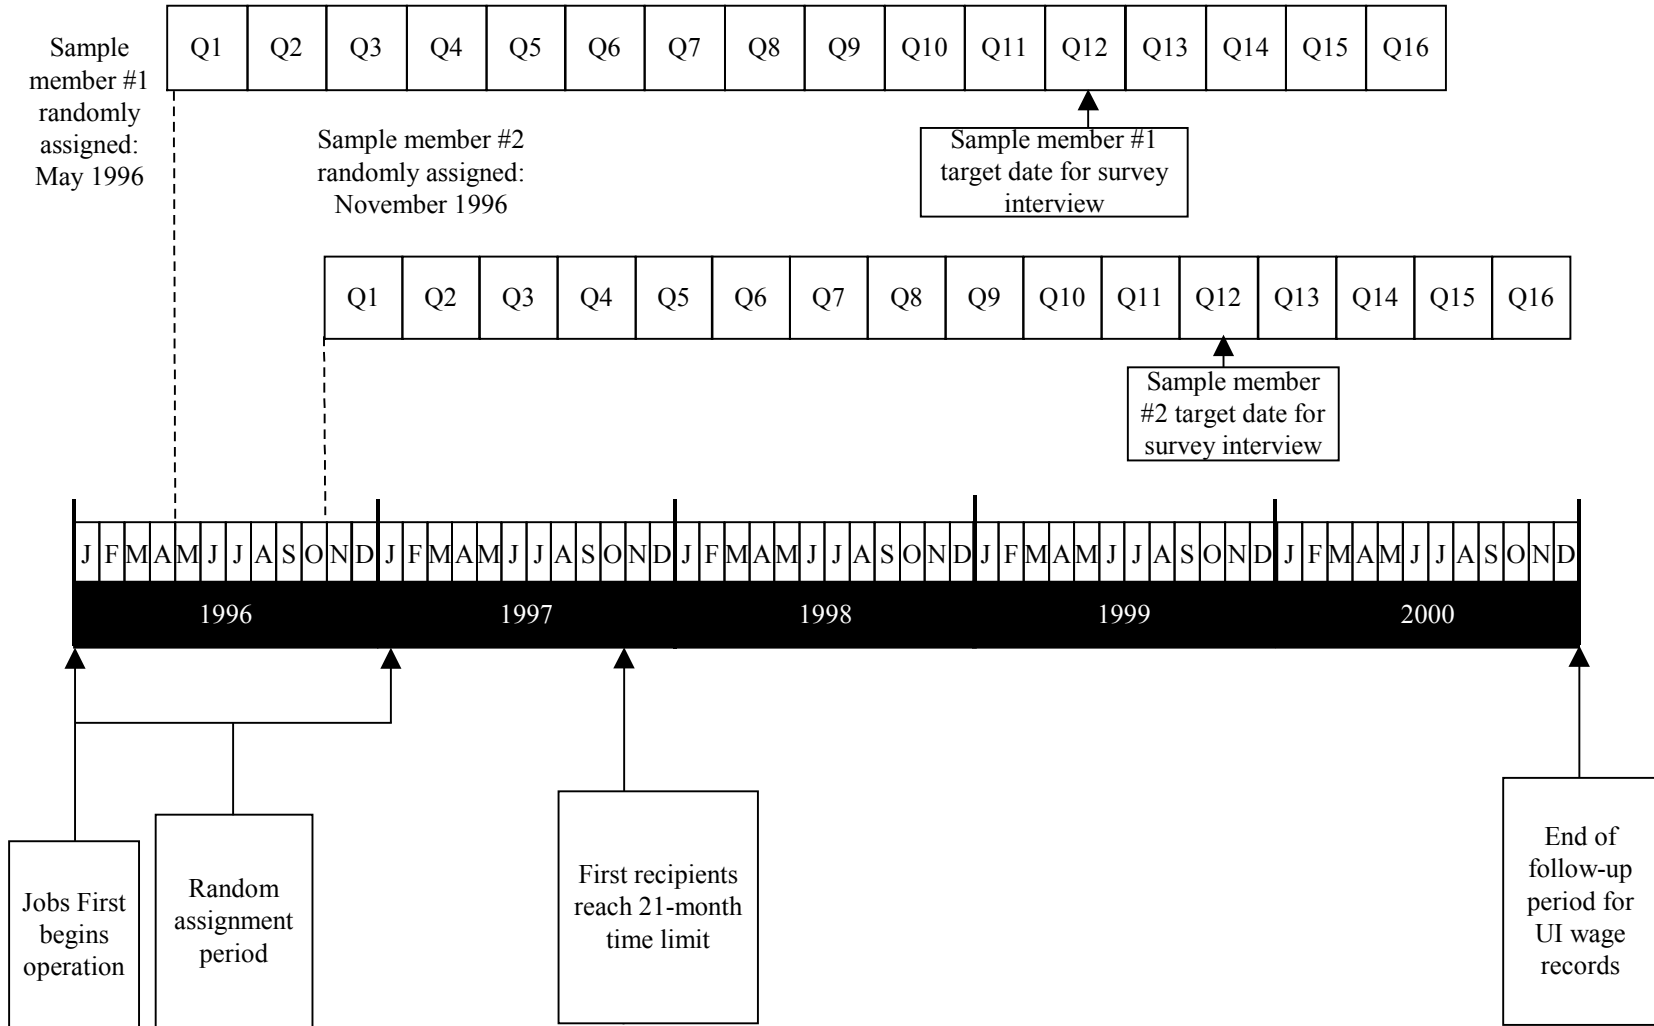 Sample
member #1
randomly
assigned:
May 1996
Q1 Q2 Q3 Q4 Q5 Q6 Q7 Q8 Q9 Q10 Q11 Q12 Q13 Q14 Q15 Q16
Sample member #2
randomly assigned:
November 1996
Sample member #1
target date for survey
interview
Q1 Q2 Q3 Q4 Q5 Q6 Q7 Q8 Q9 Q10 Q11 Q12 Q13 Q14 Q15 Q16
Sample member
#2 target date for
survey interview
J F M A M J J A S O N D J F M A M J J A S O N D J F M A M J J A S O N D J F M A M J J A S O N D J F M A M J J A S O N D
1996 1997 1998 1999 2000
Jobs First
begins
operation
Random
assignment
period
First recipients
reach 21-month
time limit
End of
follow-up
period for
UI wage
records